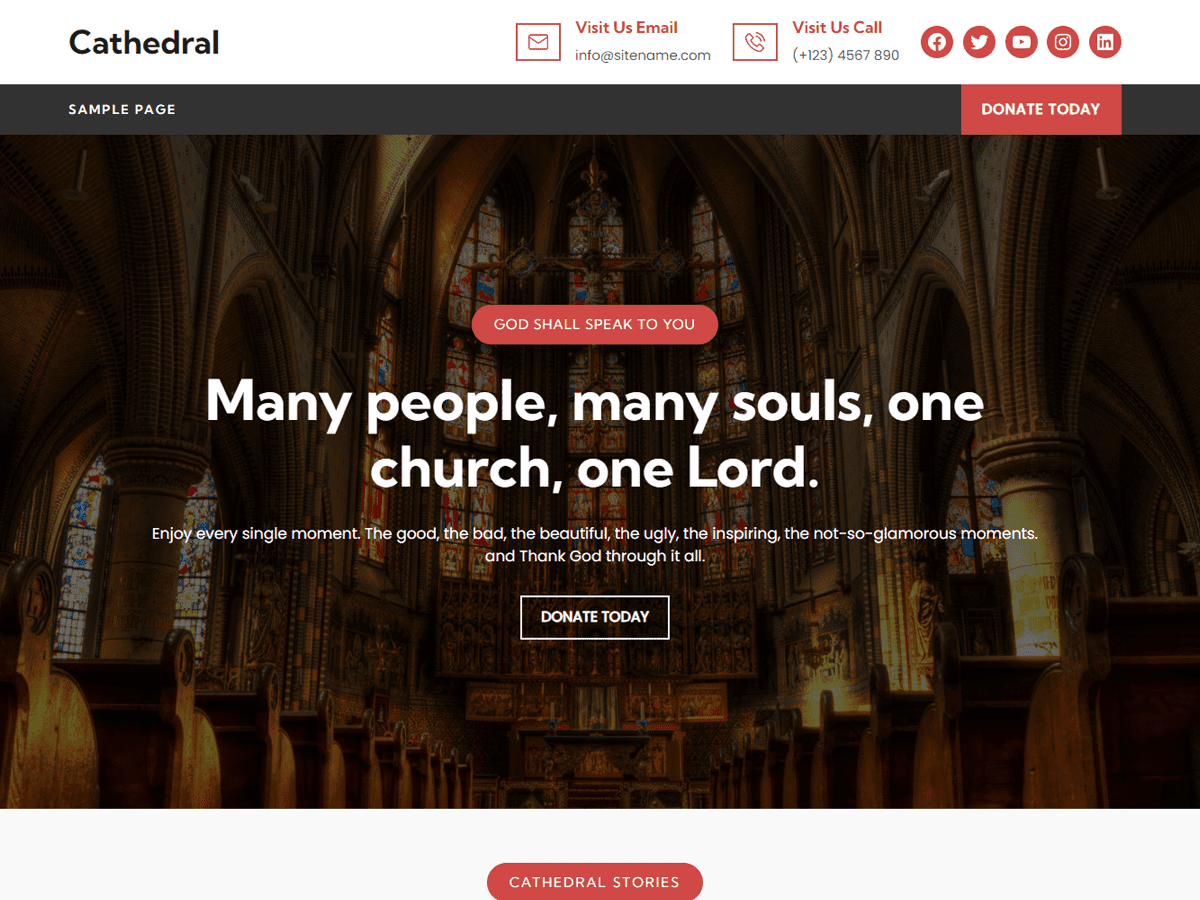 Cathedral
Visit Us Email
info@sitename.com
Visit Us Call
(+123) 4567 890
SAMPLE PAGE
DONATE TODAY
GOD SHALL SPEAK TO YOU
Many people, many souls, one
church, one Lord.
Enjoy every single moment. The good, the bad, the beautiful, the ugly, the inspiring, the not-so-glamorous moments.
and Thank God through it all.
DONATE TODAY
CATHEDRAL STORIES